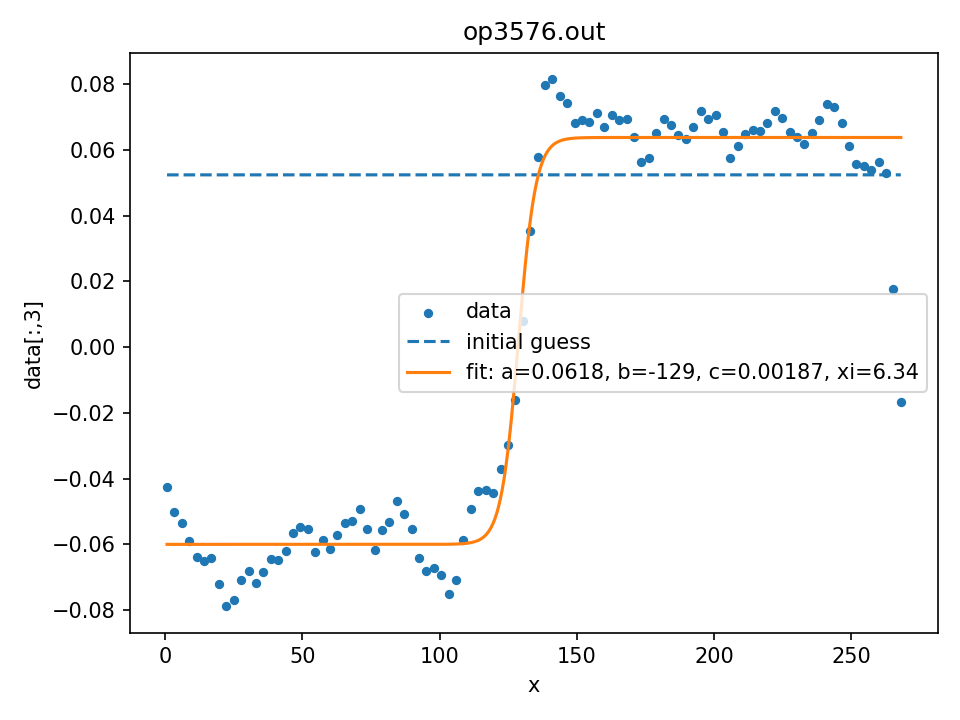 op3576.out
0.08
0.06
0.04
0.02
0.00
−0.02
−0.04
−0.06
−0.08
data[:,3]
data
initial guess
fit: a=0.0618, b=-129, c=0.00187, xi=6.34
0 50 100 150 200 250
x